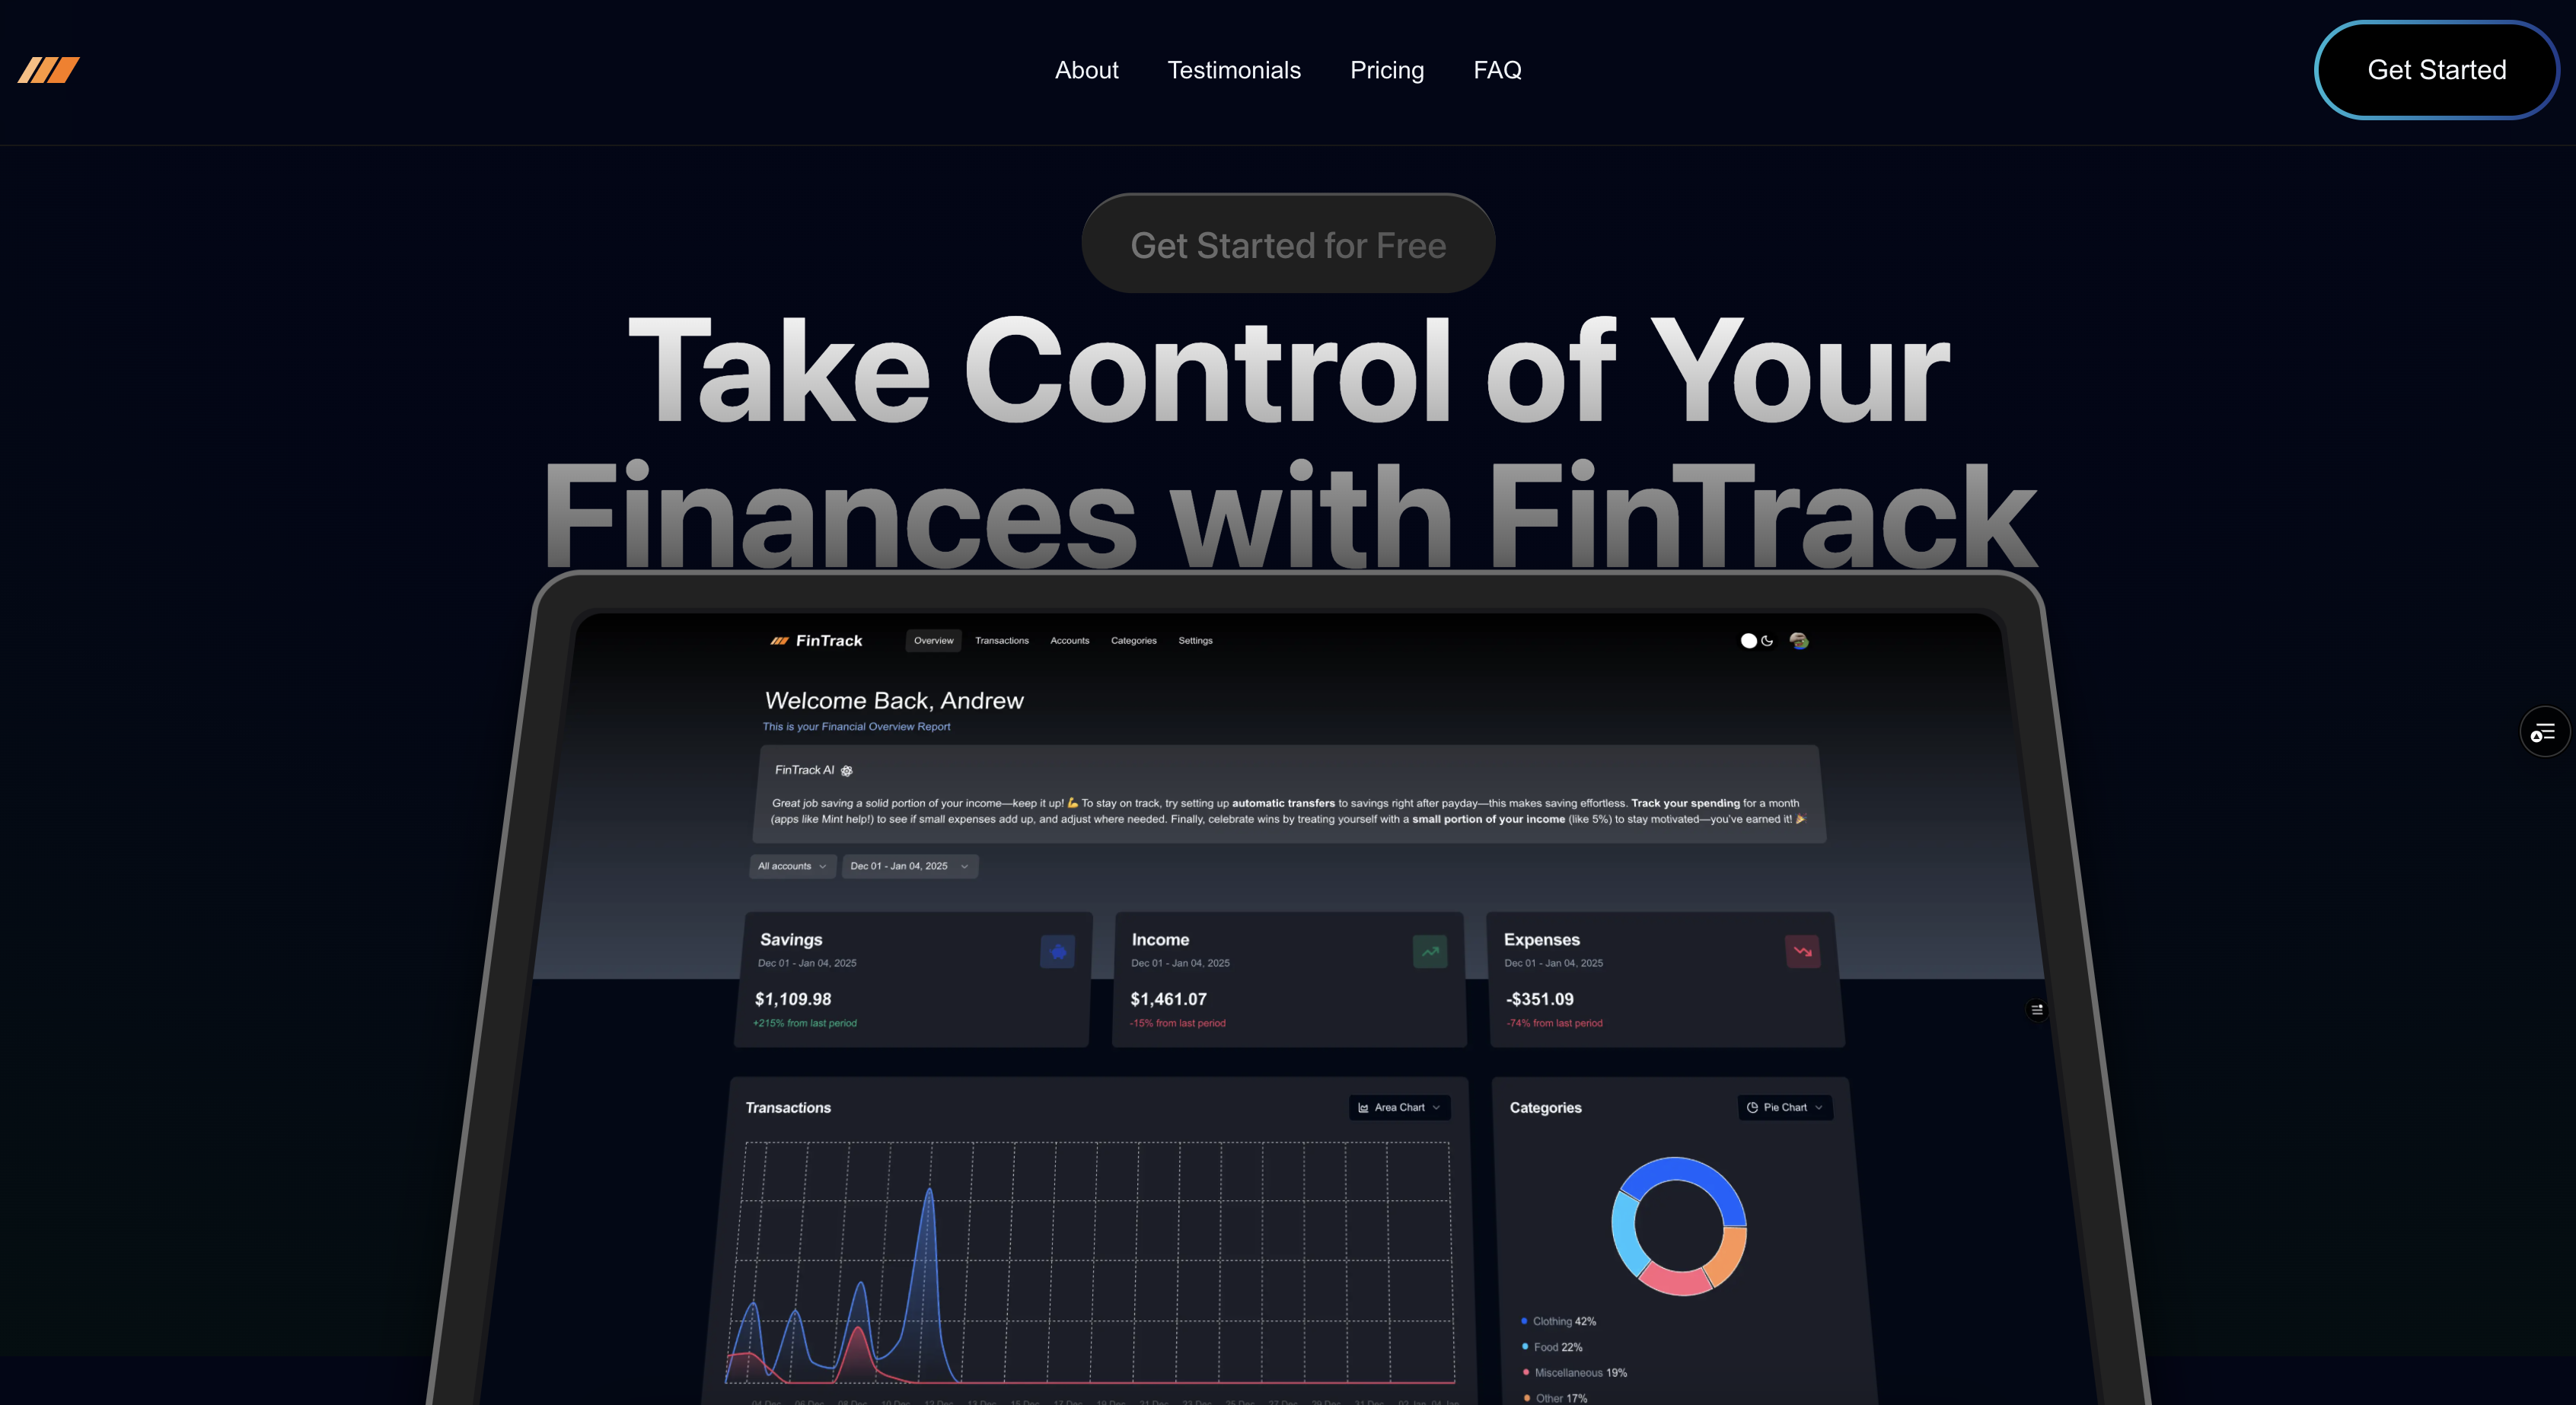 About Testimonials Pricing FAQ
Get Started
Get Started for Free
Take Control of Your
Finances with FinTrack
FinTrack Overview Transactions Accounts Categories Settings
Welcome Back, Andrew
This is your Financial Overview Report
FinTrack AI
Great job saving a solid portion of your income—keep it up! 💪 To stay on track, try setting up automatic transfers to savings right after payday—this makes saving effortless. Track your spending for a month
(apps like Mint help!) to see if small expenses add up, and adjust where needed. Finally, celebrate wins by treating yourself with a small portion of your income (like 5%) to stay motivated—you've earned it! 🎉
All accounts Dec 01 - Jan 04, 2025
Savings
Dec 01 - Jan 04, 2025
$1,109.98
+215% from last period
Income
Dec 01 - Jan 04, 2025
$1,461.07
-15% from last period
Expenses
Dec 01 - Jan 04, 2025
-$351.09
-74% from last period
Transactions
Area Chart
Categories
Pie Chart
Clothing 42%
Food 22%
Miscellaneous 19%
Other 17%